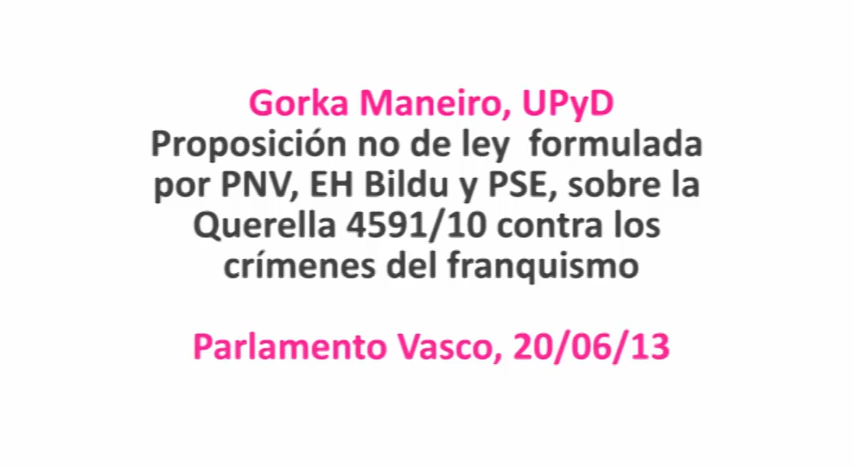 Gorka Maneiro, UPyD
Proposición no de ley formulada
por PNV, EH Bildu y PSE, sobre la
Querella 4591/10 contra los
crímenes del franquismo
Parlamento Vasco, 20/06/13